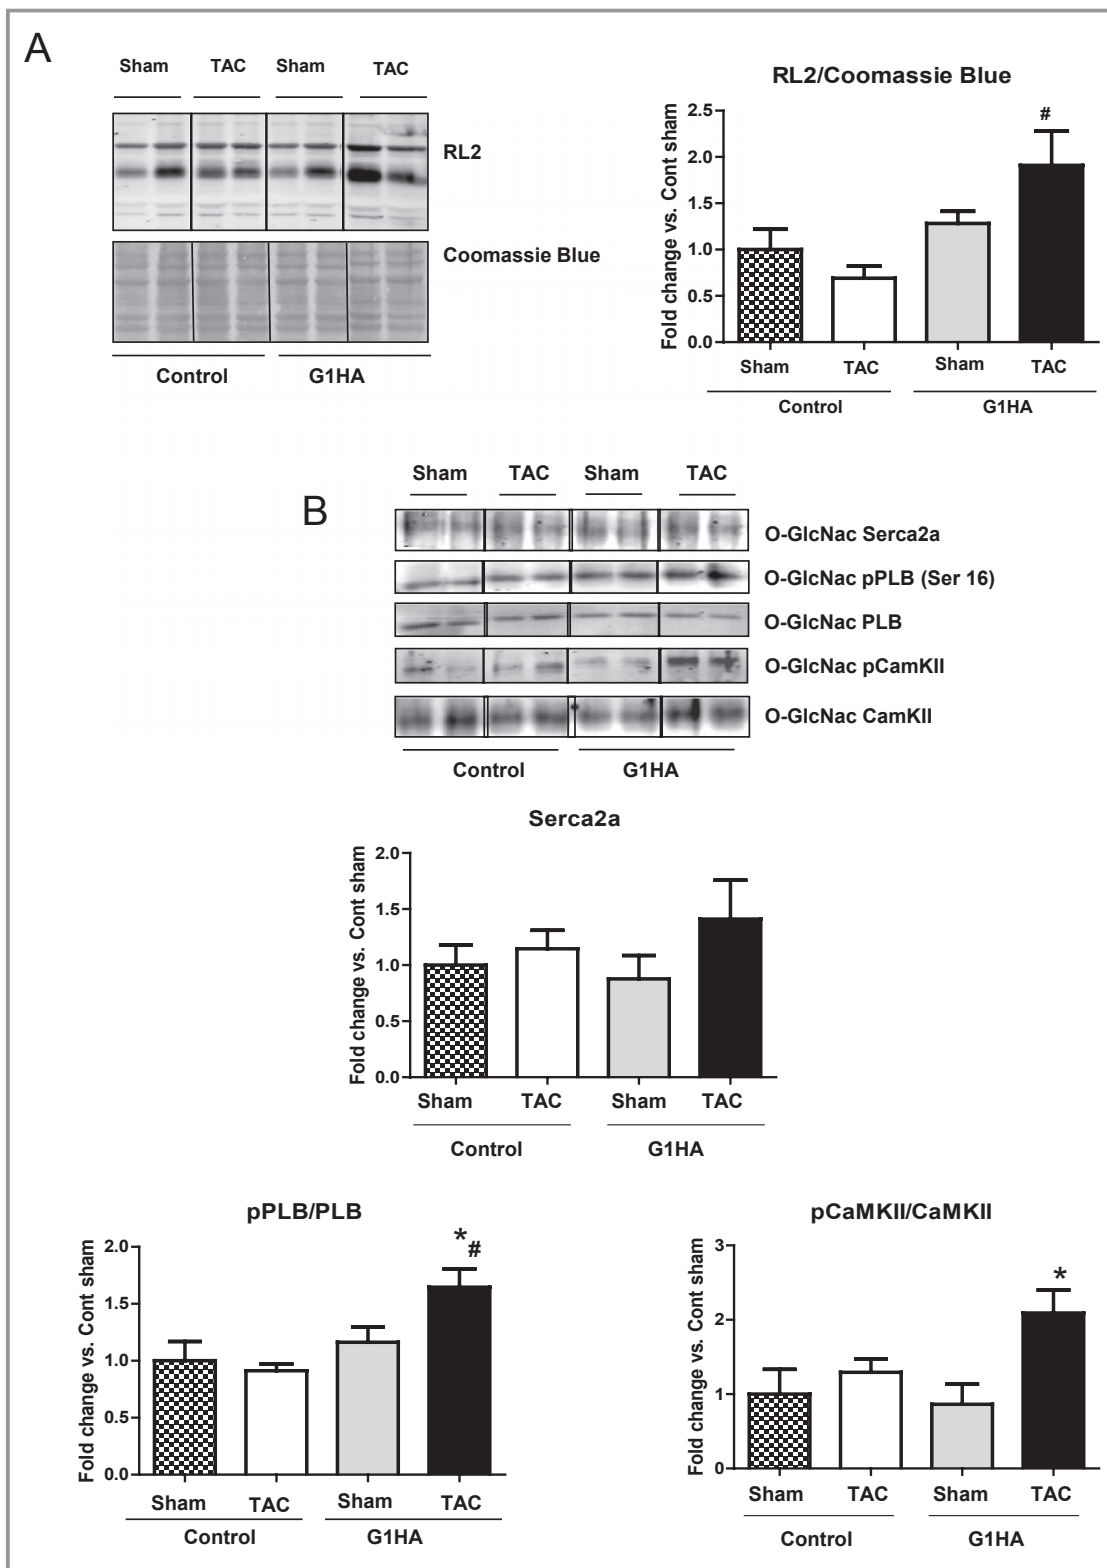 A
Sham TAC Sham TAC
RL2
Coomassie Blue
Control G1HA
RL2/Coomassie Blue
#
Fold change vs. Cont sham
2.5
2.0
1.5
1.0
0.5
0.0
Sham TAC Sham TAC
Control G1HA
B
Sham TAC Sham TAC
O-GlcNac Serca2a
O-GlcNac pPLB (Ser 16)
O-GlcNac PLB
O-GlcNac pCamKII
O-GlcNac CamKII
Control G1HA
Serca2a
Fold change vs. Cont sham
2.0
1.5
1.0
0.5
0.0
Sham TAC Sham TAC
Control G1HA
pPLB/PLB
*#
Fold change vs. Cont sham
2.0
1.5
1.0
0.5
0.0
Sham TAC Sham TAC
Control G1HA
pCaMKII/CaMKII
*
Fold change vs. Cont sham
3
2
1
0
Sham TAC Sham TAC
Control G1HA